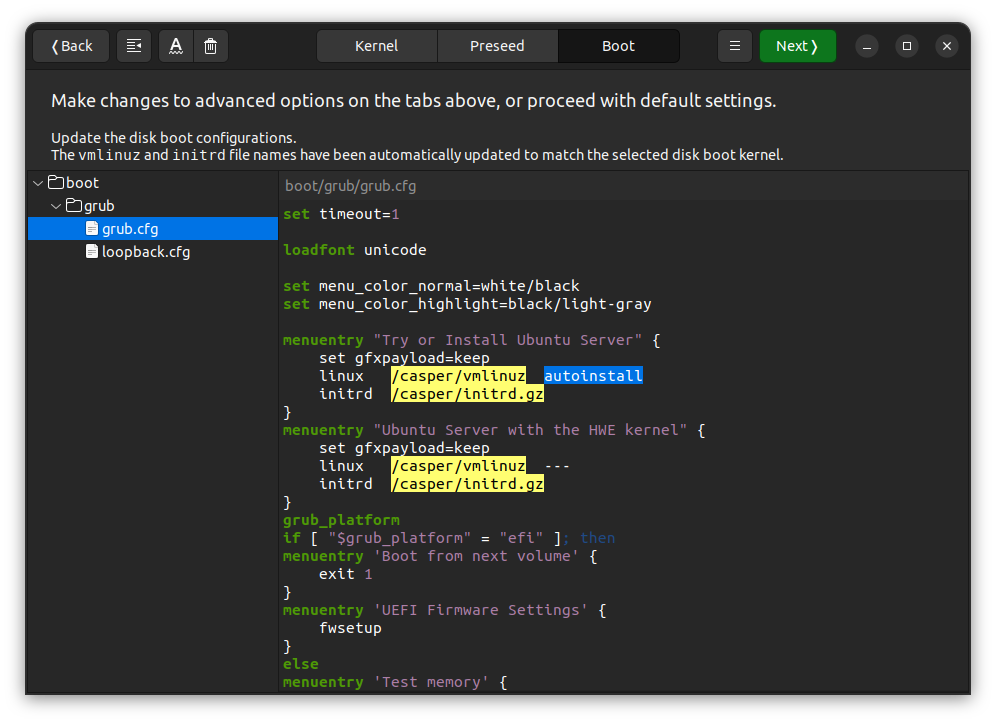 ❬Back
A
Kernel
Preseed
Boot
Next❭
Make changes to advanced options on the tabs above, or proceed with default settings.
Update the disk boot configurations.
The vmlinuz and initrd file names have been automatically updated to match the selected disk boot kernel.
boot
grub
grub.cfg
loopback.cfg
boot/grub/grub.cfg
set timeout=1
loadfont unicode
set menu_color_normal=white/black
set menu_color_highlight=black/light-gray
menuentry "Try or Install Ubuntu Server" {
    set gfxpayload=keep
    linux   /casper/vmlinuz  autoinstall
    initrd  /casper/initrd.gz
}
menuentry "Ubuntu Server with the HWE kernel" {
    set gfxpayload=keep
    linux   /casper/vmlinuz  ---
    initrd  /casper/initrd.gz
}
grub_platform
if [ "$grub_platform" = "efi" ]; then
menuentry 'Boot from next volume' {
    exit 1
}
menuentry 'UEFI Firmware Settings' {
    fwsetup
}
else
menuentry 'Test memory' {